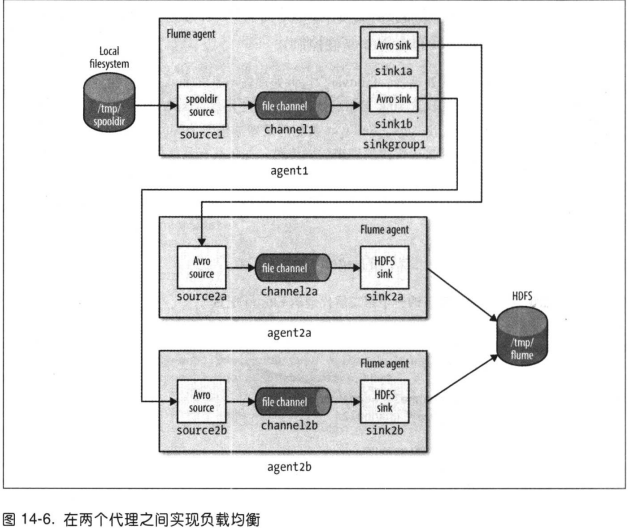 Flume agent
Local
filesystem
/tmp/
spooldir
spooldir
source
source1
file channel
channel1
Avro sink
sink1a
Avro sink
sink1b
sinkgroup1
agent1
Flume agent
Avro
source
source2a
file channel
channel2a
HDFS
sink
sink2a
agent2a
HDFS
/tmp/
flume
Flume agent
Avro
source
source2b
file channel
channel2b
HDFS
sink
sink2b
agent2b
图 14-6. 在两个代理之间实现负载均衡